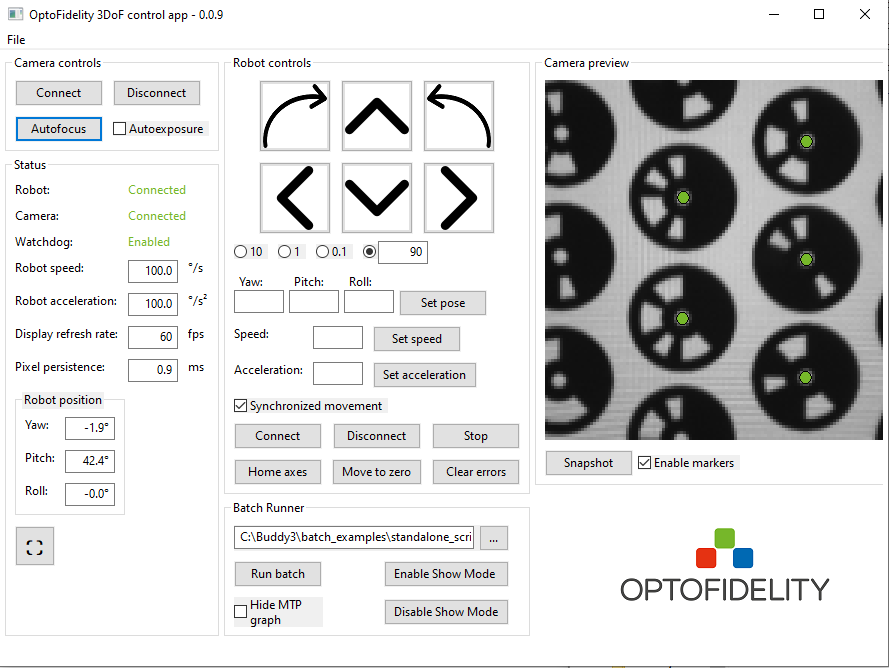 OptoFidelity 3DoF control app - 0.0.9
File
Camera controls
Connect
Disconnect
Autofocus
Autoexposure
Status
Robot:
Connected
Camera:
Connected
Watchdog:
Enabled
Robot speed:
100.0
°/s
Robot acceleration:
100.0
°/s²
Display refresh rate:
60
fps
Pixel persistence:
0.9
ms
Robot position
Yaw:
-1.9°
Pitch:
42.4°
Roll:
-0.0°
Robot controls
10
1
0.1
90
Yaw:
Pitch:
Roll:
Set pose
Speed:
Set speed
Acceleration:
Set acceleration
Synchronized movement
Connect
Disconnect
Stop
Home axes
Move to zero
Clear errors
Batch Runner
C:\Buddy3\batch_examples\standalone_scri
...
Run batch
Enable Show Mode
Hide MTP
graph
Disable Show Mode
Camera preview
Snapshot
Enable markers
OPTOFIDELITY